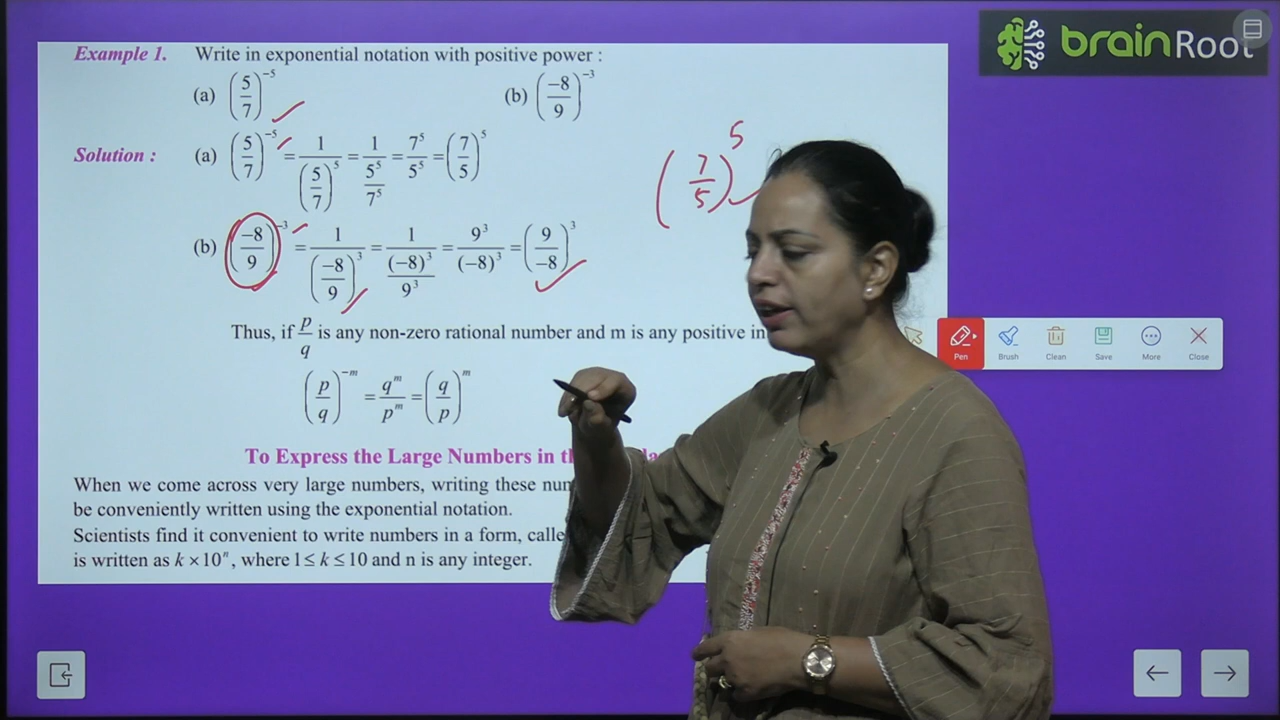 brainRoot
Example 1. Write in exponential notation with positive power :
(a) (5/7)^-5 (b) (-8/9)^-3
Solution : (a) (5/7)^-5 = 1/(5/7)^5 = 1/(5^5/7^5) = 7^5/5^5 = (7/5)^5
(7/5)^5
(b) (-8/9)^-3 = 1/(-8/9)^3 = 1/((-8)^3/9^3) = 9^3/(-8)^3 = (9/-8)^3
Thus, if p/q is any non-zero rational number and m is any positive in
(p/q)^-m = q^m/p^m = (q/p)^m
Pen Brush Clean Save More Close
To Express the Large Numbers in
When we come across very large numbers, writing these
be conveniently written using the exponential notation.
Scientists find it convenient to write numbers in a form,
is written as k × 10^n, where 1 ≤ k ≤ 10 and n is any integer.